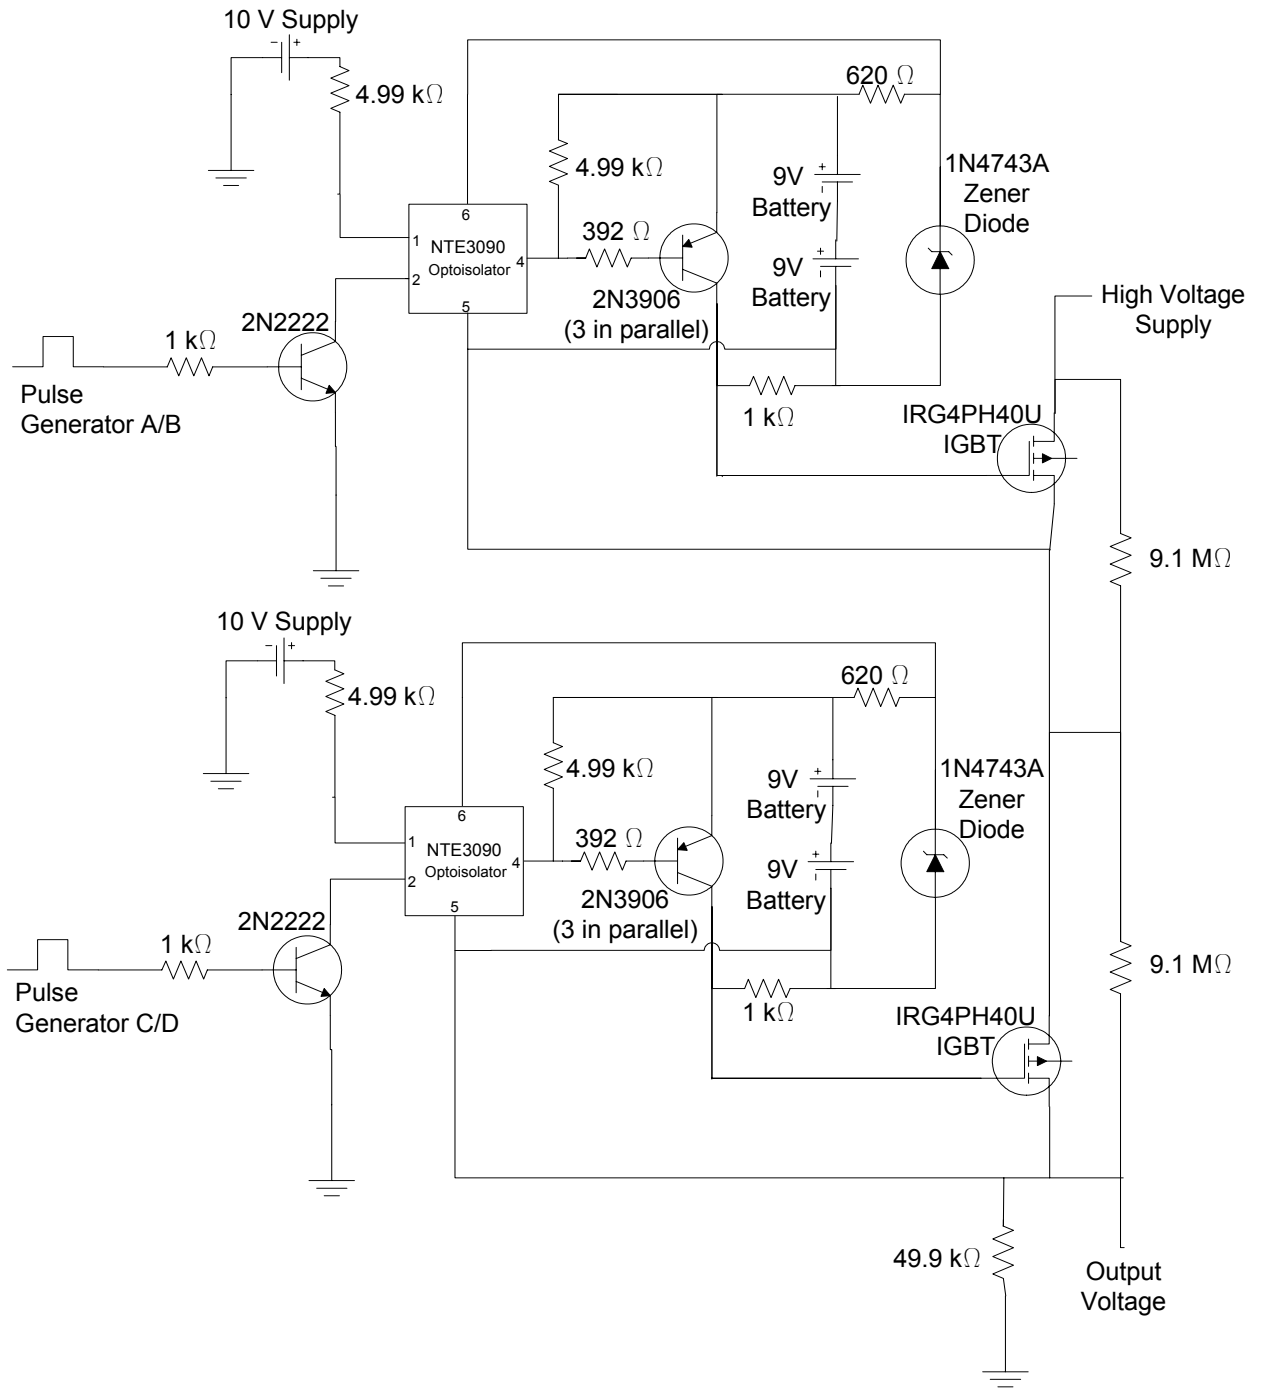 10 V Supply
- +
4.99 kΩ
620 Ω
4.99 kΩ
1N4743A
Zener
Diode
9V
Battery
+
-
6
1
NTE3090
Optoisolator
4
2
5
392 Ω
9V
Battery
+
-
2N3906
(3 in parallel)
High Voltage
Supply
2N2222
1 kΩ
Pulse
Generator A/B
1 kΩ
IRG4PH40U
IGBT
9.1 MΩ
10 V Supply
- +
4.99 kΩ
620 Ω
4.99 kΩ
1N4743A
Zener
Diode
9V
Battery
+
-
6
1
NTE3090
Optoisolator
4
2
5
392 Ω
9V
Battery
+
-
2N3906
(3 in parallel)
2N2222
1 kΩ
Pulse
Generator C/D
1 kΩ
IRG4PH40U
IGBT
9.1 MΩ
49.9 kΩ
Output
Voltage